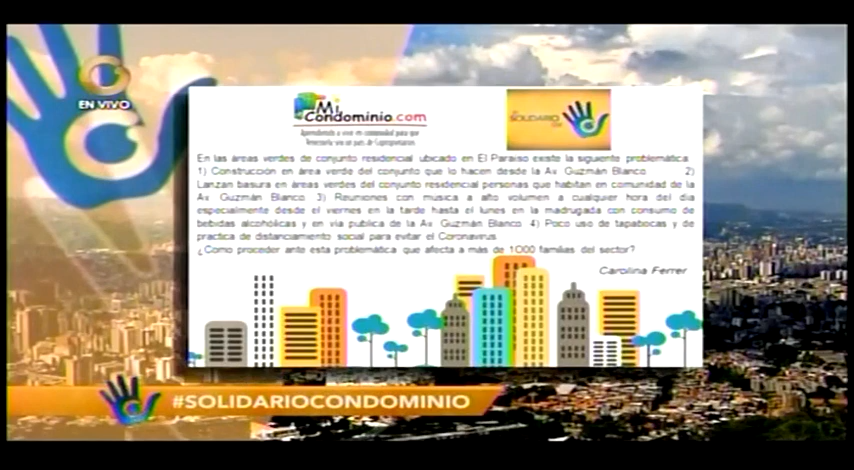 EN VIVO
Mi
Condominio.com
Aprendiendo a vivir en comunidad para que
Venezuela sea un país de Copropietarios
SOLIDARIO
En las áreas verdes de conjunto residencial ubicado en El Paraiso existe la siguiente problemática:
1) Construcción en área verde del conjunto que lo hacen desde la Av. Guzmán Blanco 2)
Lanzan basura en áreas verdes del conjunto residencial personas que habitan en comunidad de la
Av. Guzmán Blanco 3) Reuniones con musica a alto volumen a cualquier hora del día
especialmente desde el viernes en la tarde hasta el lunes en la madrugada con consumo de
bebidas alcohólicas y en vía publica de la Av. Guzmán Blanco 4) Poco uso de tapabocas y de
practica de distanciamiento social para evitar el Coronavirus
¿Como proceder ante esta problemática que afecta a más de 1000 familias del sector?
Carolina Ferrer
#SOLIDARIOCONDOMINIO